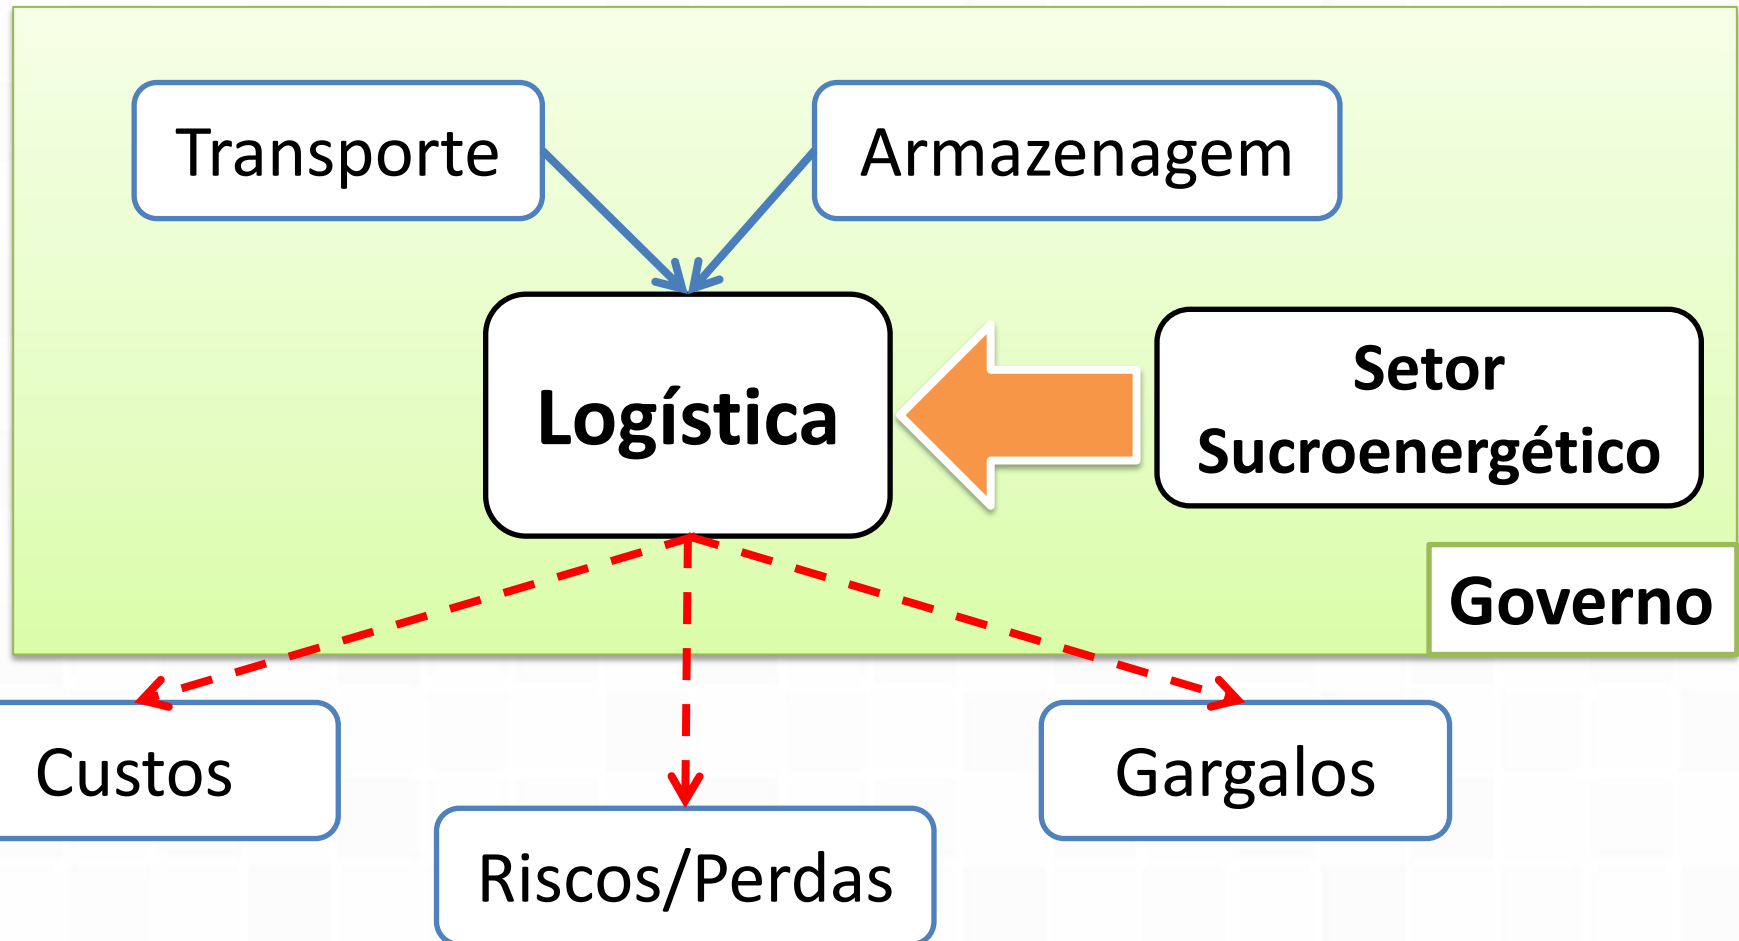 Transporte
Armazenagem
Logística
Setor
Sucroenergético
Governo
Custos
Gargalos
Riscos/Perdas